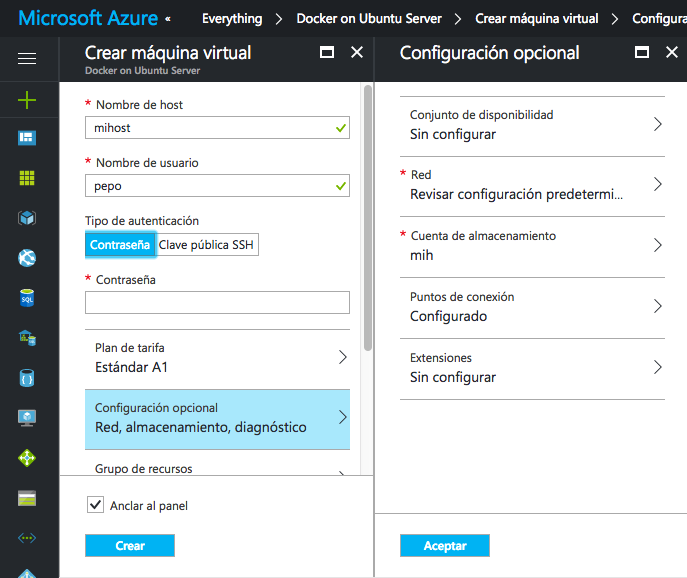 Microsoft Azure « Everything > Docker on Ubuntu Server > Crear máquina virtual > Configura
Crear máquina virtual
Docker on Ubuntu Server
* Nombre de host
mihost
* Nombre de usuario
pepo
Tipo de autenticación
Contraseña Clave pública SSH
* Contraseña
Plan de tarifa
Estándar A1
Configuración opcional
Red, almacenamiento, diagnóstico
Grupo de recursos
Anclar al panel
Crear
Configuración opcional
Conjunto de disponibilidad
Sin configurar
* Red
Revisar configuración predetermi...
* Cuenta de almacenamiento
mih
Puntos de conexión
Configurado
Extensiones
Sin configurar
Aceptar
SQL